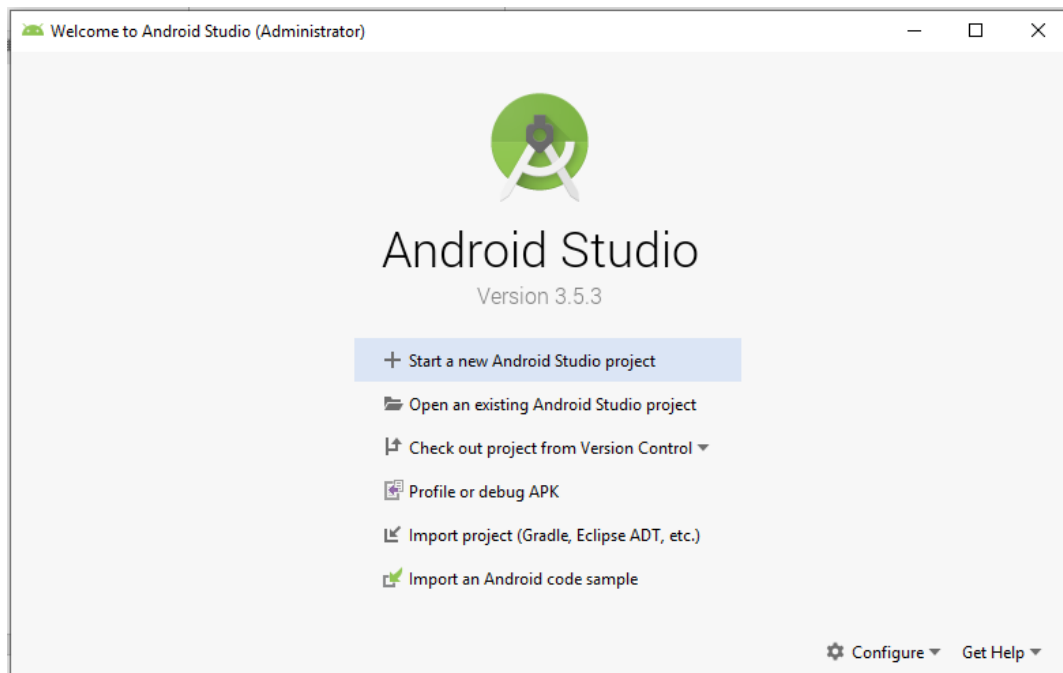 Welcome to Android Studio (Administrator)
Android Studio
Version 3.5.3
Start a new Android Studio project
Open an existing Android Studio project
Check out project from Version Control
Profile or debug APK
Import project (Gradle, Eclipse ADT, etc.)
Import an Android code sample
Configure Get Help